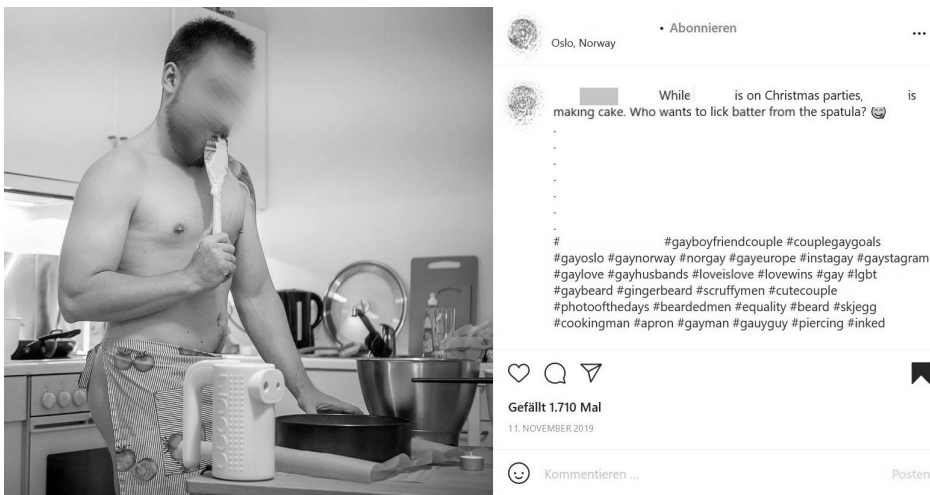 • Abonnieren
Oslo, Norway
While is on Christmas parties, is
making cake. Who wants to lick batter from the spatula? 😋
.
.
.
.
.
.
.
# #gayboyfriendcouple #couplegaygoals
#gayoslo #gaynorway #norgay #gayeurope #instagay #gaystagram
#gaylove #gayhusbands #loveislove #lovewins #gay #lgbt
#gaybeard #gingerbeard #scruffymen #cutecouple
#photoofthedays #beardedmen #equality #beard #skjegg
#cookingman #apron #gayman #gauyguy #piercing #inked
Gefällt 1.710 Mal
11. NOVEMBER 2019
Kommentieren ...
Posten